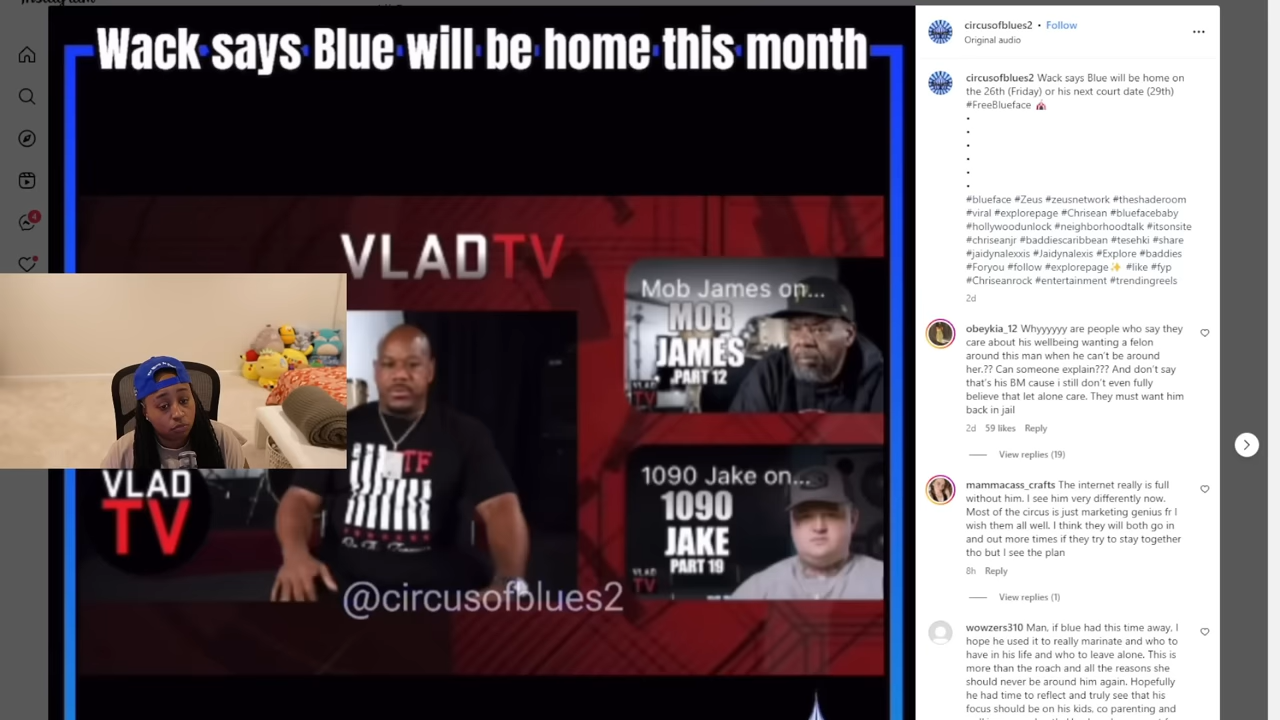 Wack says Blue will be home this month
VLADTV
Mob James on...
MOB
JAMES
PART 12
VLAD
TV
1090 Jake on...
1090
JAKE
PART 19
VLAD
TV
VLAD
TV
@circusofblues2
4
circusofblues2 • Follow
Original audio
circusofblues2 Wack says Blue will be home on
the 26th (Friday) or his next court date (29th)
#FreeBlueface 🎪
•
•
•
•
•
•
#blueface #Zeus #zeusnetwork #theshaderoom
#viral #explorepage #Chrisean #bluefacebaby
#hollywoodunlock #neighborhoodtalk #itsonsite
#chriseanjr #baddiescaribbean #tesehki #share
#jaidynalexxis #Jaidynalexis #Explore #baddies
#Foryou #follow #explorepage✨ #like #fyp
#Chriseanrock #entertainment #trendingreels
2d
obeykia_12 Whyyyyyy are people who say they
care about his wellbeing wanting a felon
around this man when he can't be around
her.?? Can someone explain??? And don't say
that's his BM cause i still don't even fully
believe that let alone care. They must want him
back in jail
2d 59 likes Reply
View replies (19)
mammacass_crafts The internet really is full
without him. I see him very differently now.
Most of the circus is just marketing genius fr I
wish them all well. I think they will both go in
and out more times if they try to stay together
tho but I see the plan
8h Reply
View replies (1)
wowzers310 Man, if blue had this time away, I
hope he used it to really marinate and who to
have in his life and who to leave alone. This is
more than the roach and all the reasons she
should never be around him again. Hopefully
he had time to reflect and truly see that his
focus should be on his kids, co parenting and